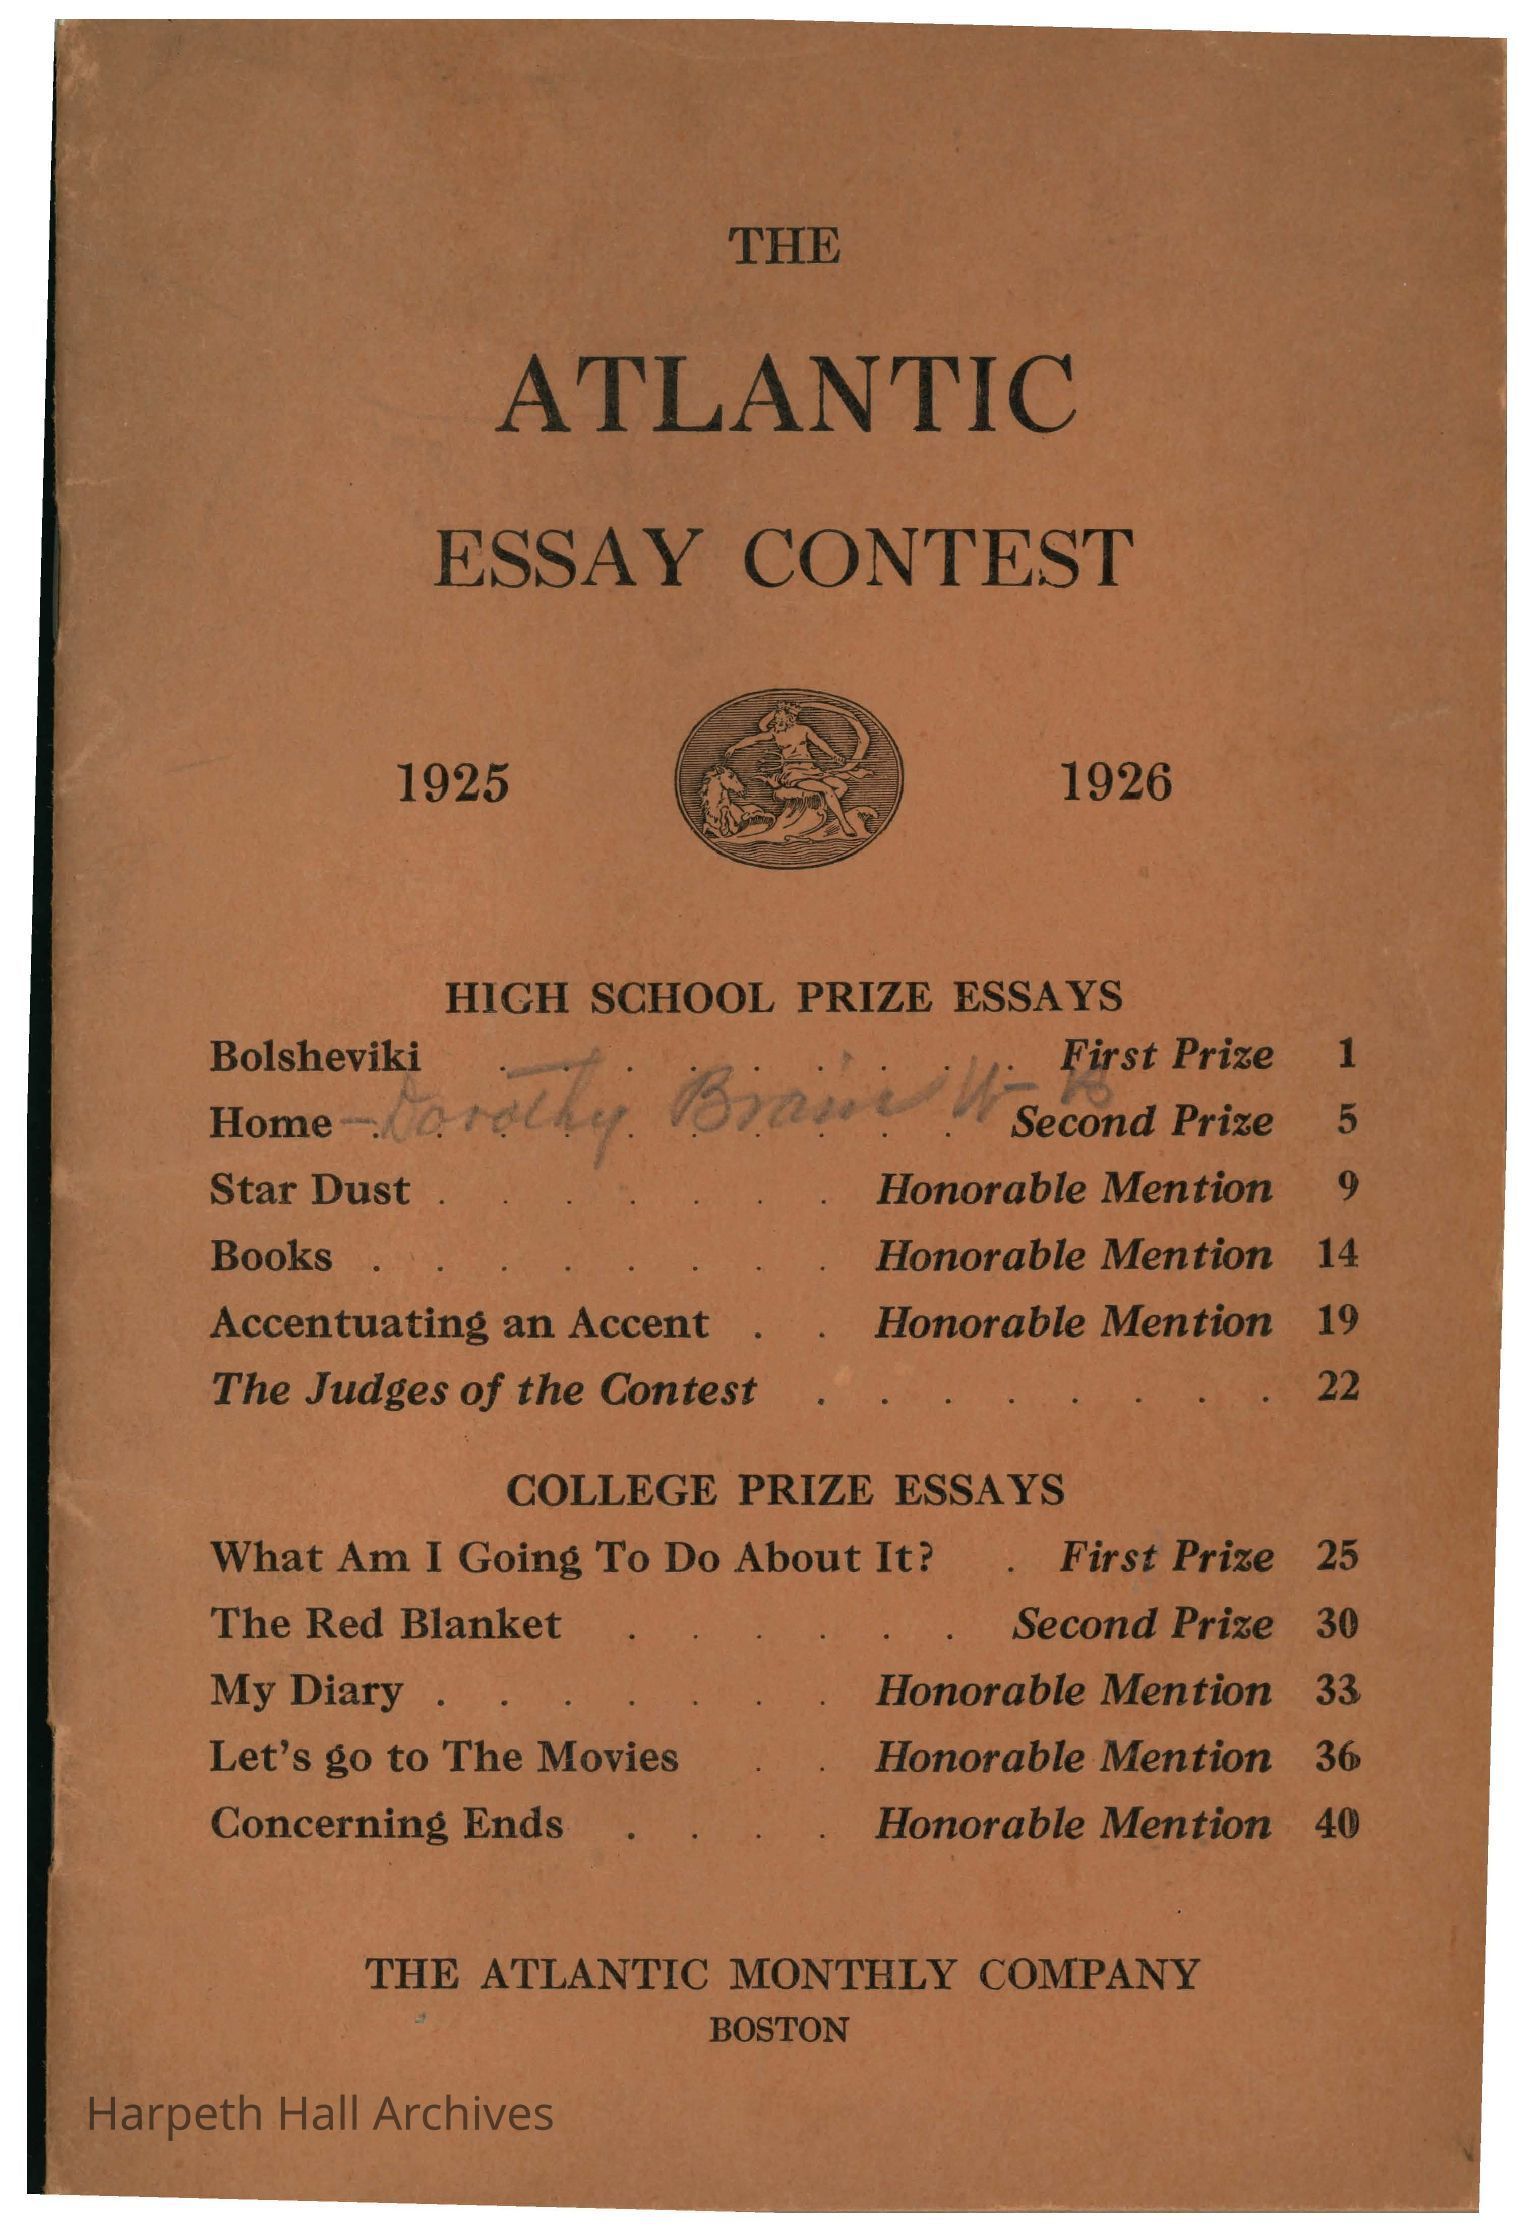 THE
ATLANTIC
ESSAY CONTEST
1925 1926
HIGH SCHOOL PRIZE ESSAYS
Bolsheviki . . . . . . . . . First Prize 1
Home – Dorothy . . . . . . . . . . Second Prize 5
Star Dust . . . . . . . Honorable Mention 9
Books . . . . . . . . Honorable Mention 14
Accentuating an Accent . . Honorable Mention 19
The Judges of the Contest . . . . . . . . 22
COLLEGE PRIZE ESSAYS
What Am I Going To Do About It? . First Prize 25
The Red Blanket . . . . . . Second Prize 30
My Diary . . . . . . . Honorable Mention 33
Let's go to The Movies . . Honorable Mention 36
Concerning Ends . . . . Honorable Mention 40
THE ATLANTIC MONTHLY COMPANY
BOSTON
Harpeth Hall Archives